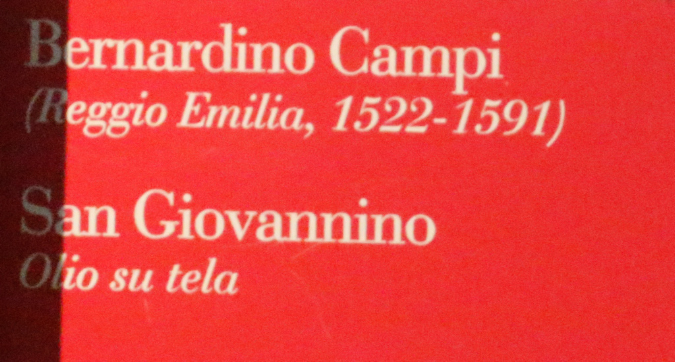 Bernardino Campi
(Reggio Emilia, 1522-1591)
San Giovannino
Olio su tela